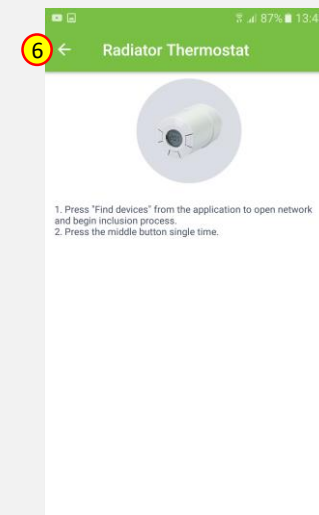 87% 13:4
6 ← Radiator Thermostat
1. Press "Find devices" from the application to open network
and begin inclusion process.
2. Press the middle button single time.